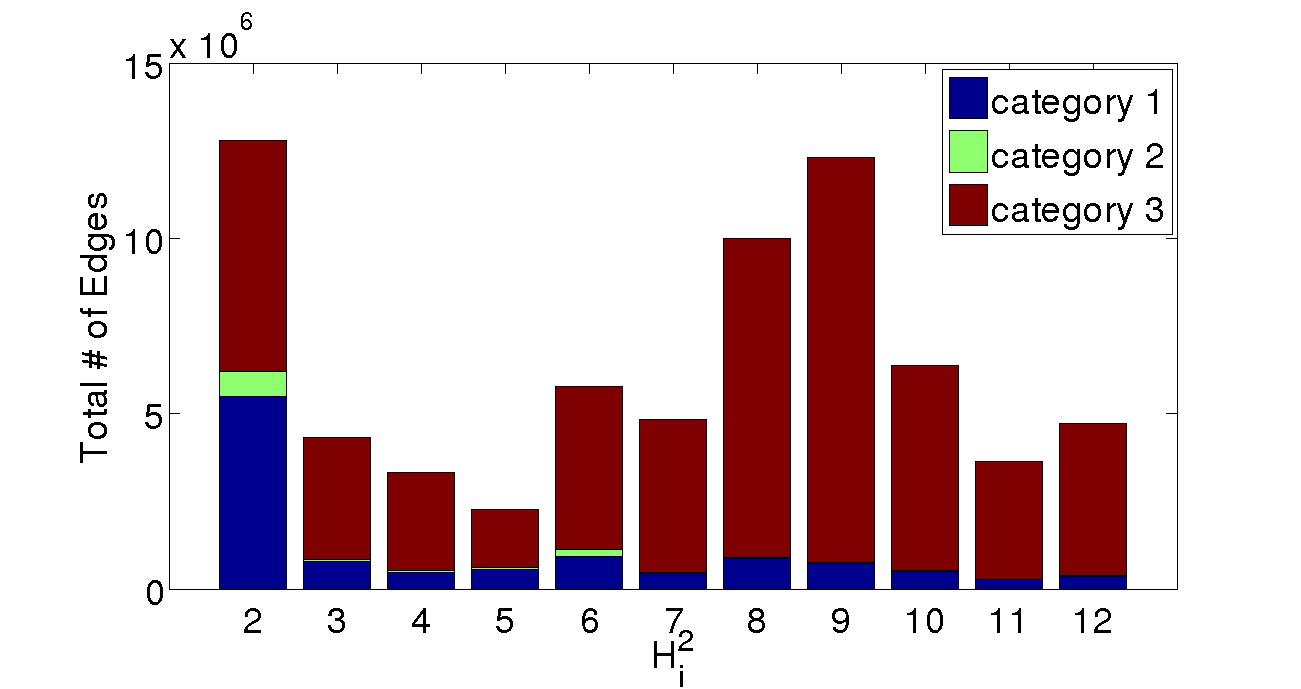 x 10^6
15
10
5
0
Total # of Edges
category 1
category 2
category 3
2 3 4 5 6 7 8 9 10 11 12
H_i^2